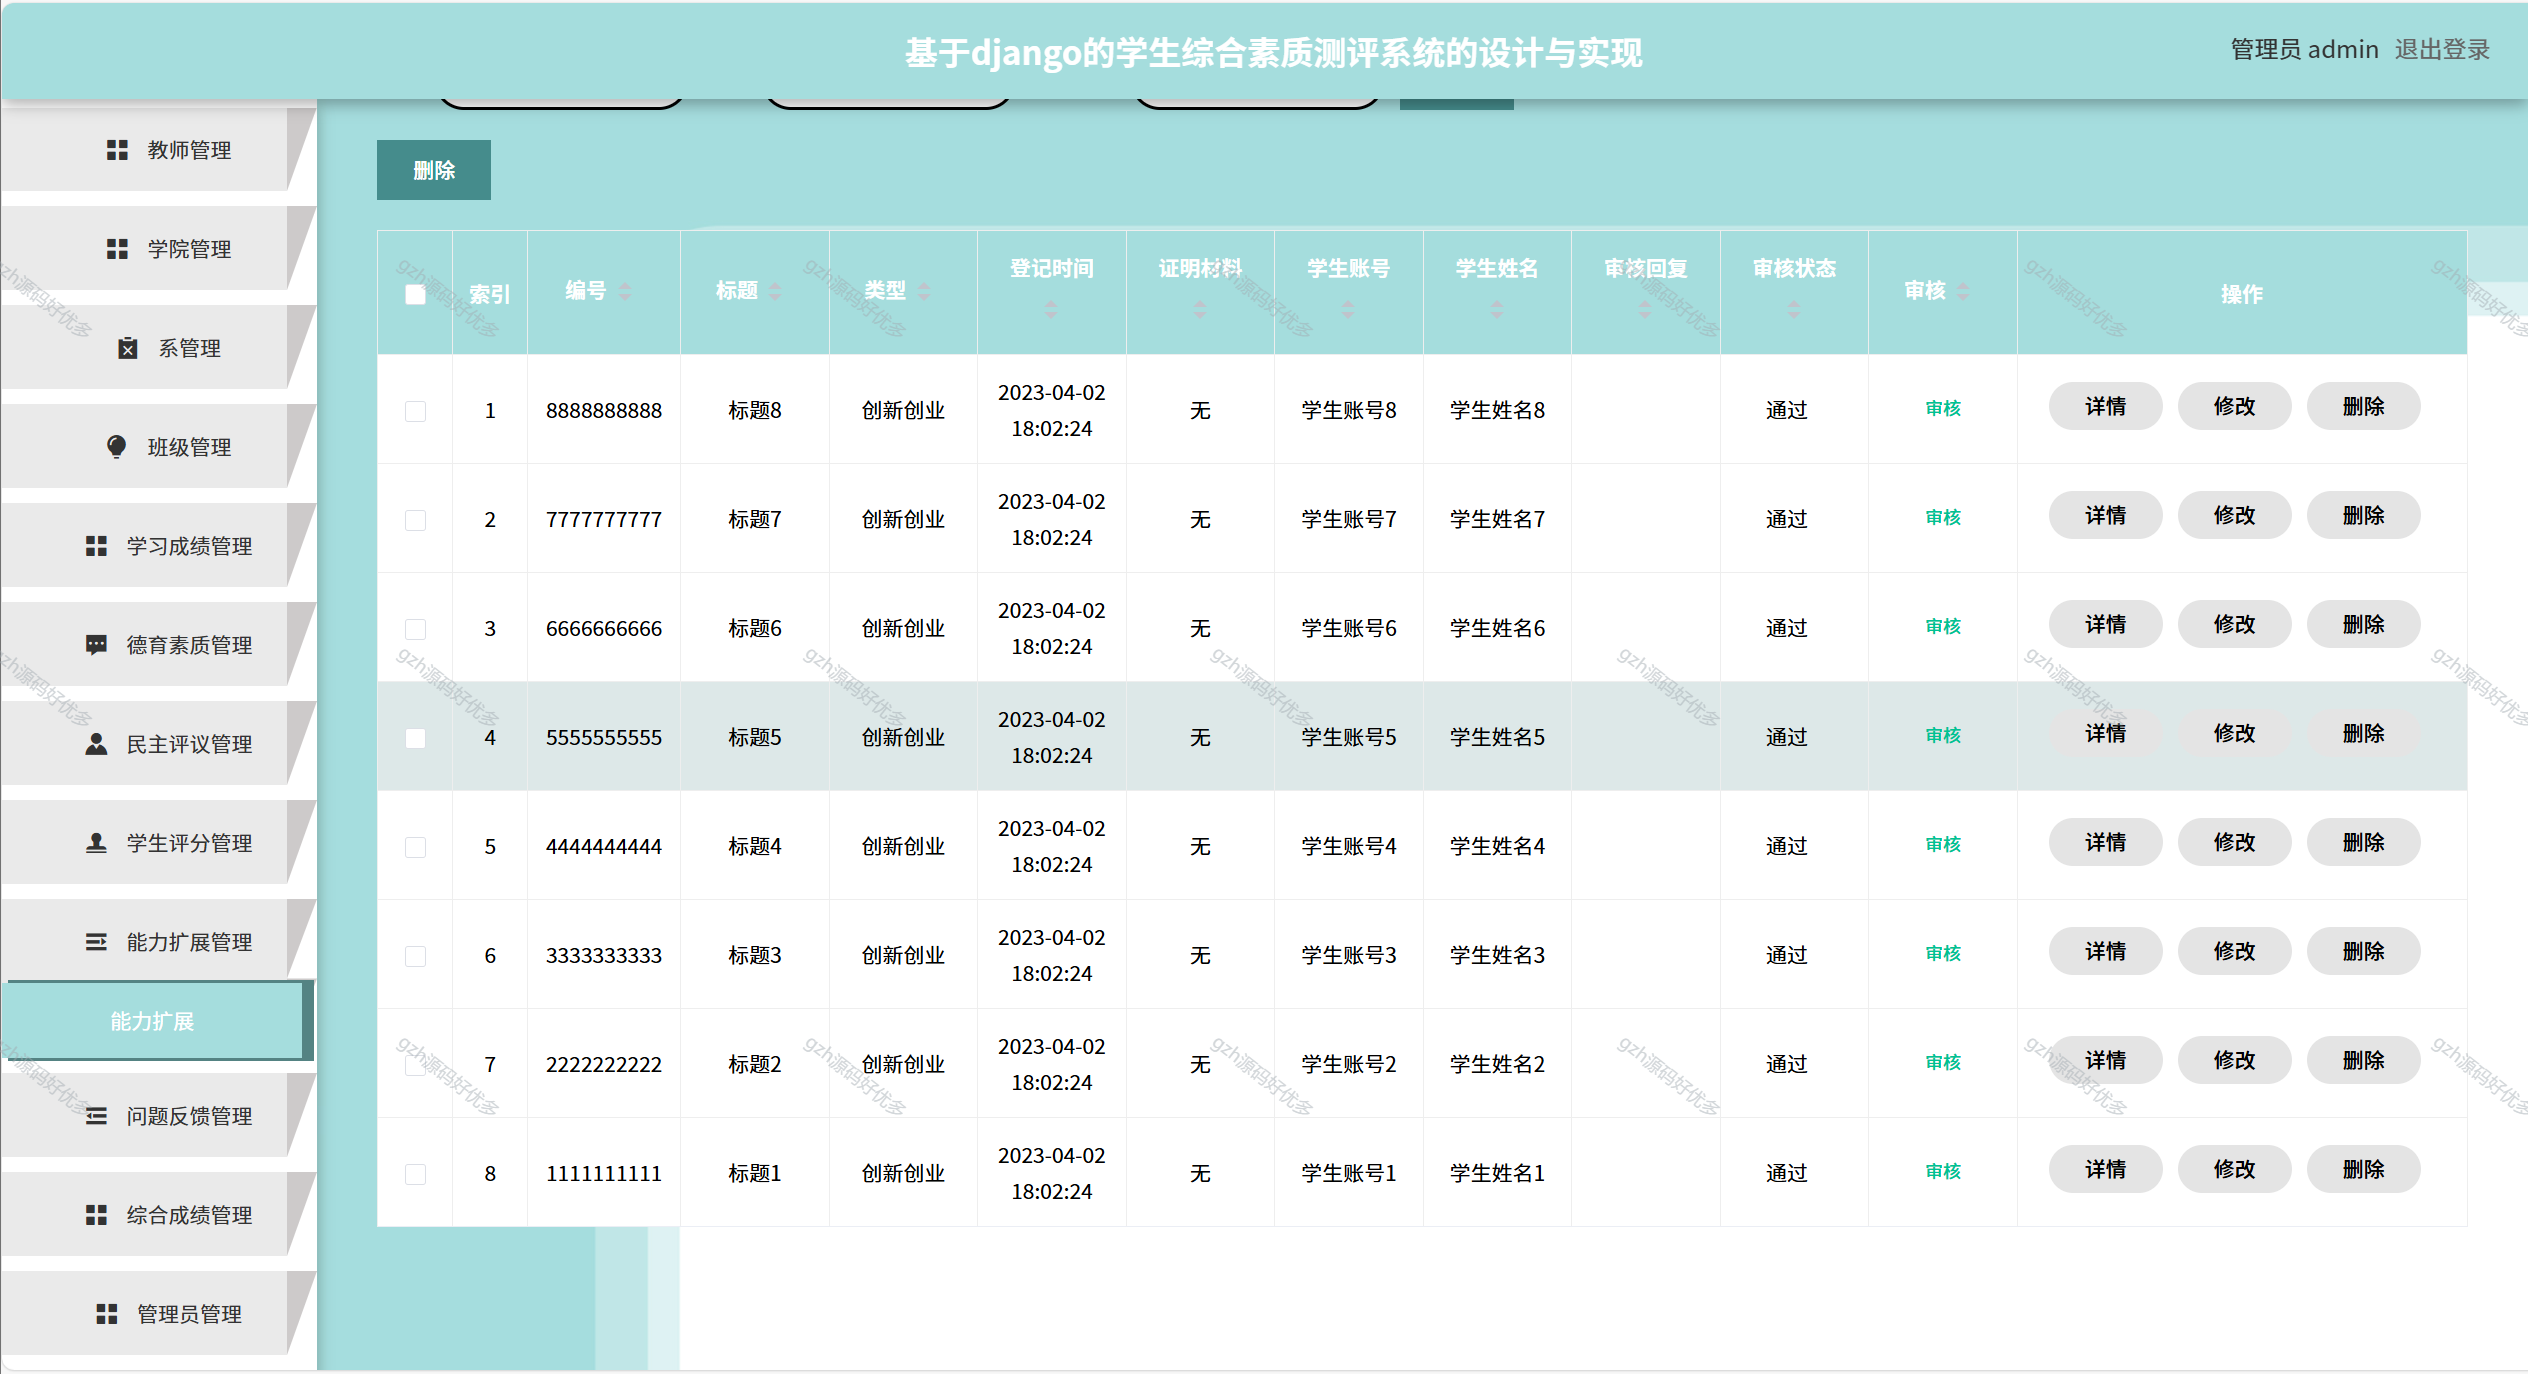 基于django的学生综合素质测评系统的设计与实现
管理员 admin 退出登录
教师管理
学院管理
系管理
班级管理
学习成绩管理
德育素质管理
民主评议管理
学生评分管理
能力扩展管理
能力扩展
问题反馈管理
综合成绩管理
管理员管理
删除
索引 编号 标题 类型 登记时间 证明材料 学生账号 学生姓名 审核回复 审核状态 审核 操作
1 8888888888 标题8 创新创业 2023-04-02 18:02:24 无 学生账号8 学生姓名8 通过 审核 详情 修改 删除
2 7777777777 标题7 创新创业 2023-04-02 18:02:24 无 学生账号7 学生姓名7 通过 审核 详情 修改 删除
3 6666666666 标题6 创新创业 2023-04-02 18:02:24 无 学生账号6 学生姓名6 通过 审核 详情 修改 删除
4 5555555555 标题5 创新创业 2023-04-02 18:02:24 无 学生账号5 学生姓名5 通过 审核 详情 修改 删除
5 4444444444 标题4 创新创业 2023-04-02 18:02:24 无 学生账号4 学生姓名4 通过 审核 详情 修改 删除
6 3333333333 标题3 创新创业 2023-04-02 18:02:24 无 学生账号3 学生姓名3 通过 审核 详情 修改 删除
7 2222222222 标题2 创新创业 2023-04-02 18:02:24 无 学生账号2 学生姓名2 通过 审核 详情 修改 删除
8 1111111111 标题1 创新创业 2023-04-02 18:02:24 无 学生账号1 学生姓名1 通过 审核 详情 修改 删除
gzh源码好优多